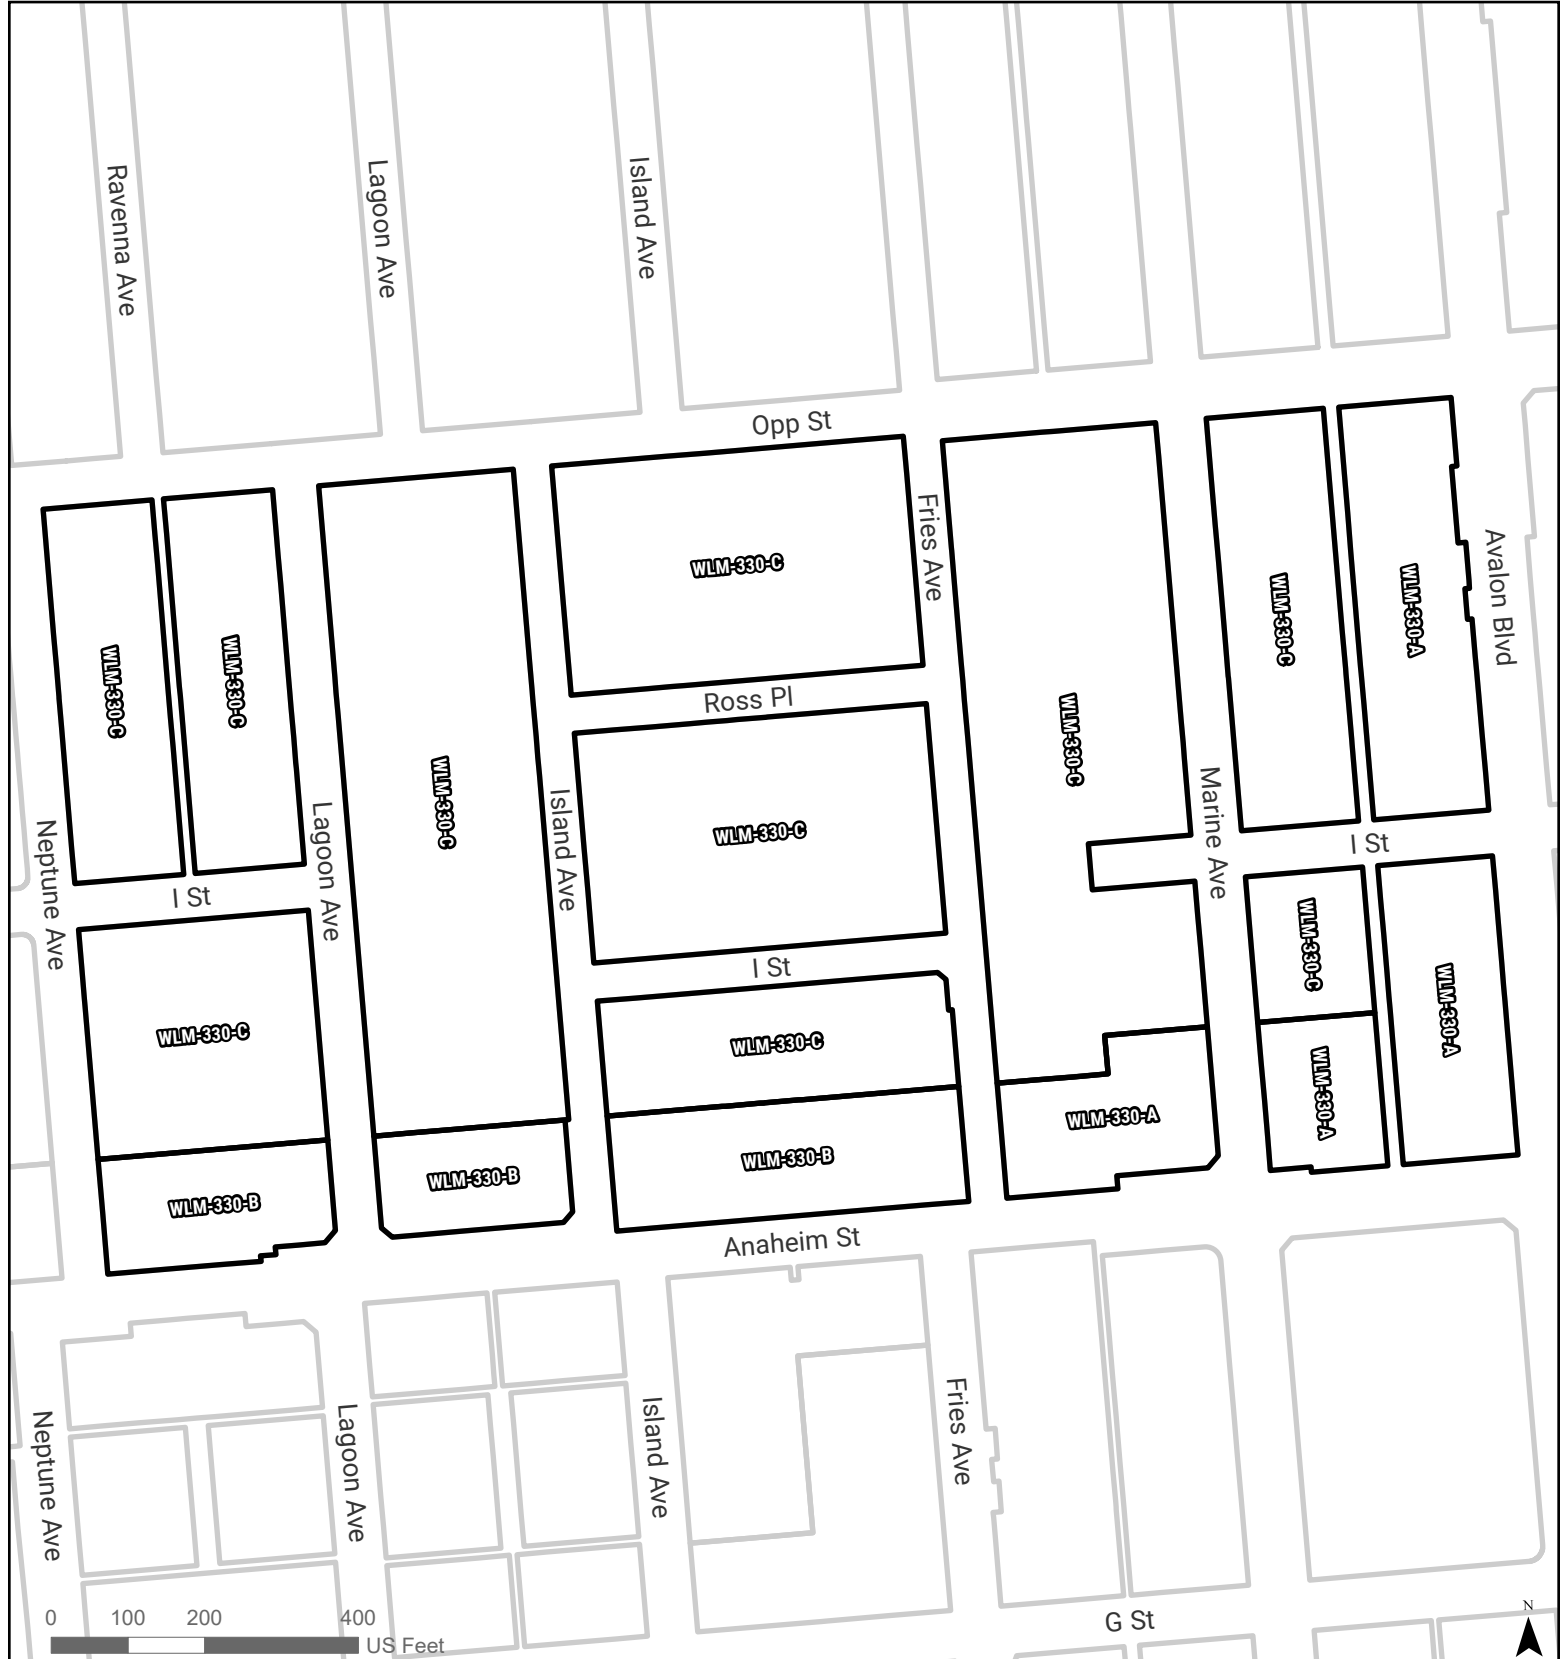 Ravenna Ave
Lagoon Ave
Island Ave
Opp St
Fries Ave
Avalon Blvd
WLM-330-C
WLM-330-C
WLM-330-C
WLM-330-A
WLM-330-C
WLM-330-C
Ross Pl
WLM-330-C
WLM-330-C
Marine Ave
WLM-330-C
Neptune Ave
Lagoon Ave
Island Ave
I St
I St
WLM-330-C
I St
WLM-330-A
WLM-330-C
WLM-330-C
WLM-330-A
WLM-330-A
WLM-330-B
WLM-330-B
WLM-330-B
Anaheim St
Neptune Ave
Lagoon Ave
Island Ave
Fries Ave
G St
0 100 200 400
US Feet
N